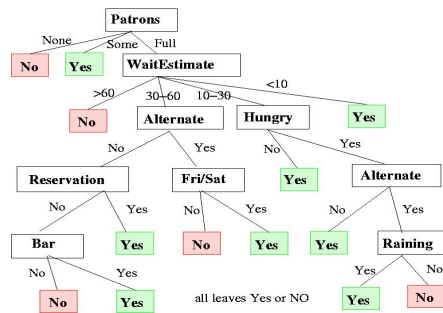 Patrons
None Some Full
No Yes WaitEstimate
>60 30–60 10–30 <10
No Alternate Hungry Yes
No Yes No Yes
Reservation Fri/Sat Yes Alternate
No Yes No Yes No Yes
Bar Yes No Yes Yes Raining
No Yes Yes No
No Yes all leaves Yes or NO Yes No